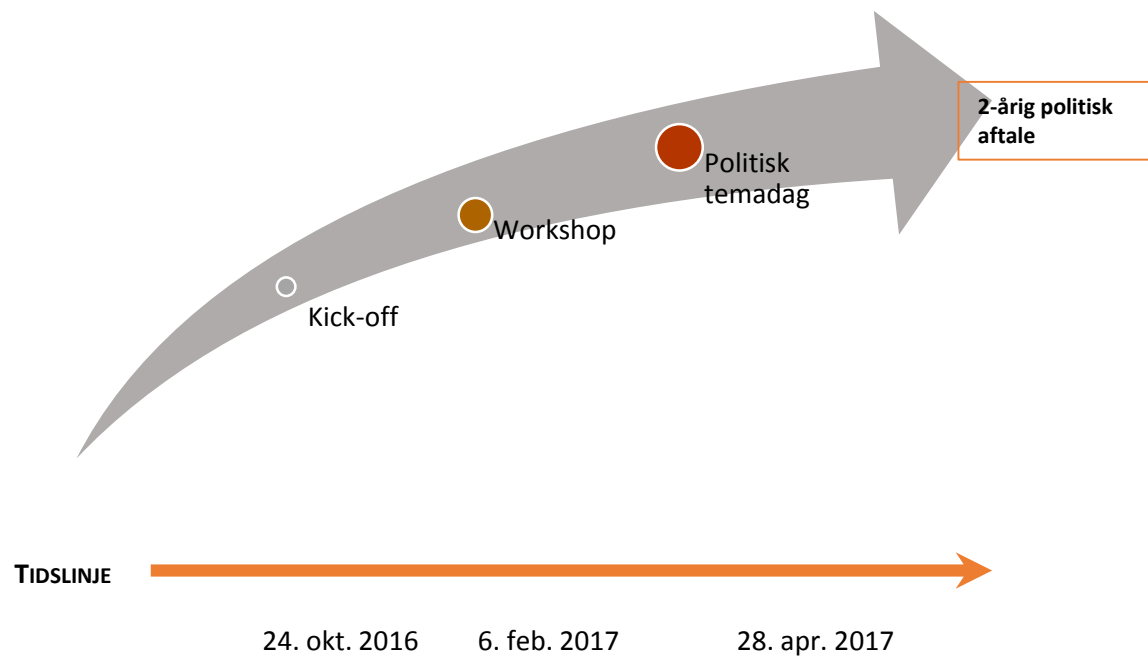 2-årig politisk
aftale
Politisk
temadag
Workshop
Kick-off
TIDSLINJE
24. okt. 2016 6. feb. 2017 28. apr. 2017